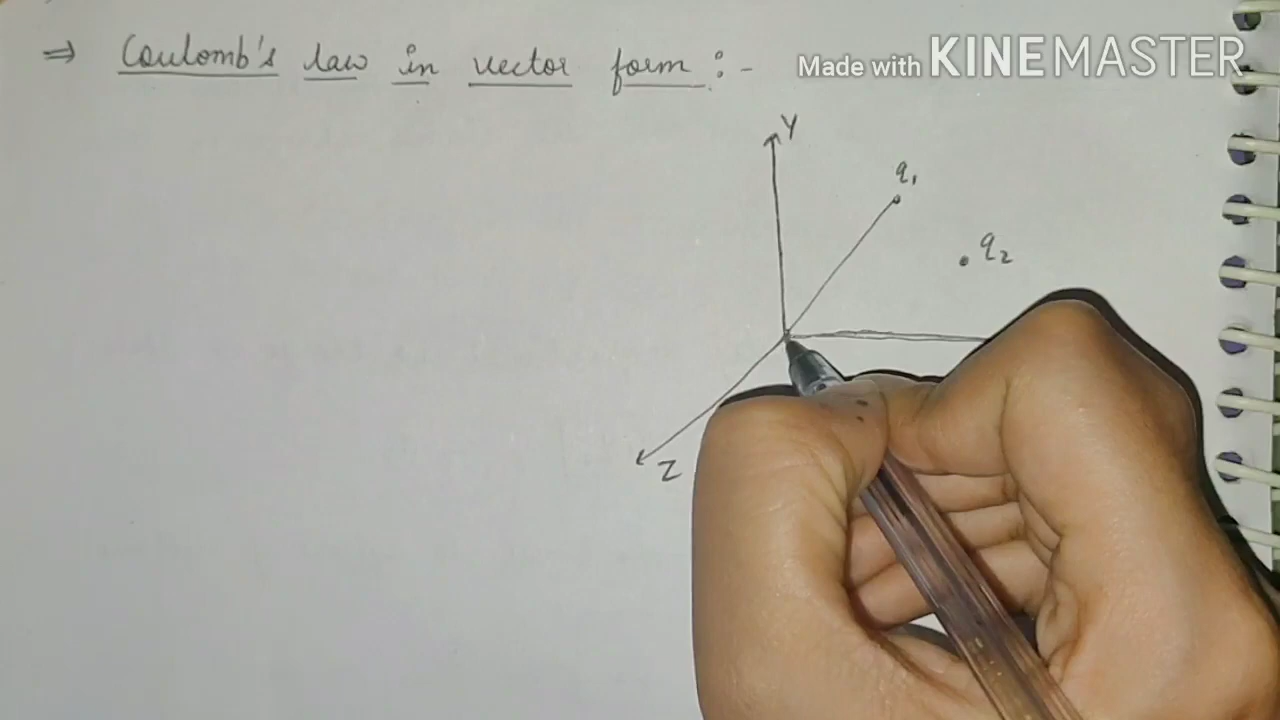 ⇒ Coulomb's law in vector form :-
Made with KINEMASTER
Y
q₁
q₂
Z